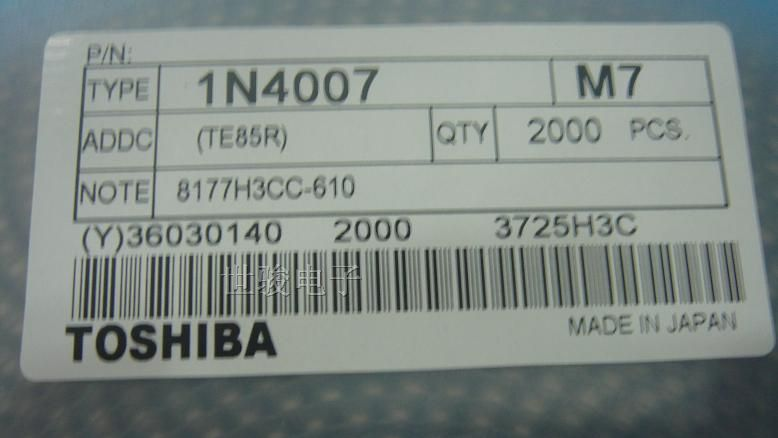 P/N:
TYPE 1N4007 M7
ADDC (TE85R) QTY 2000 PCS.
NOTE 8177H3CC-610
(Y)36030140 2000 3725H3C
世骏电子
TOSHIBA MADE IN JAPAN